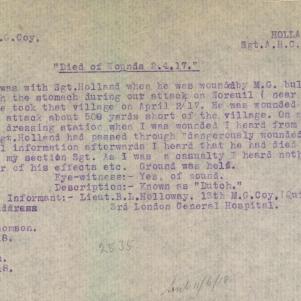 .G.Coy, HOLLA
Sgt.A.H.C.
"Died of Wounds 2.4.17."
was with Sgt.Holland when he was wounded by M.G. bul
h the stomach during our attack on Noreuil ( near
e took that village on April 2/17. He was wounded
attack about 500 yards short of the village. On a
dressing station when I was wounded I heard from
Sgt.Holland had passed through "dangerously wounded
information afterwards I heard that he had died
my section Sgt. As I was a casualty I heard noth
r of his effects etc. Ground was held.
Eye-witness:- Yes, of wound.
Description:- Known as "Dutch."
Informant:- Lieut.B.L.Holloway, 13th M.G.Coy,
address 3rd London General Hospital.
omson.
8.
2535
8.